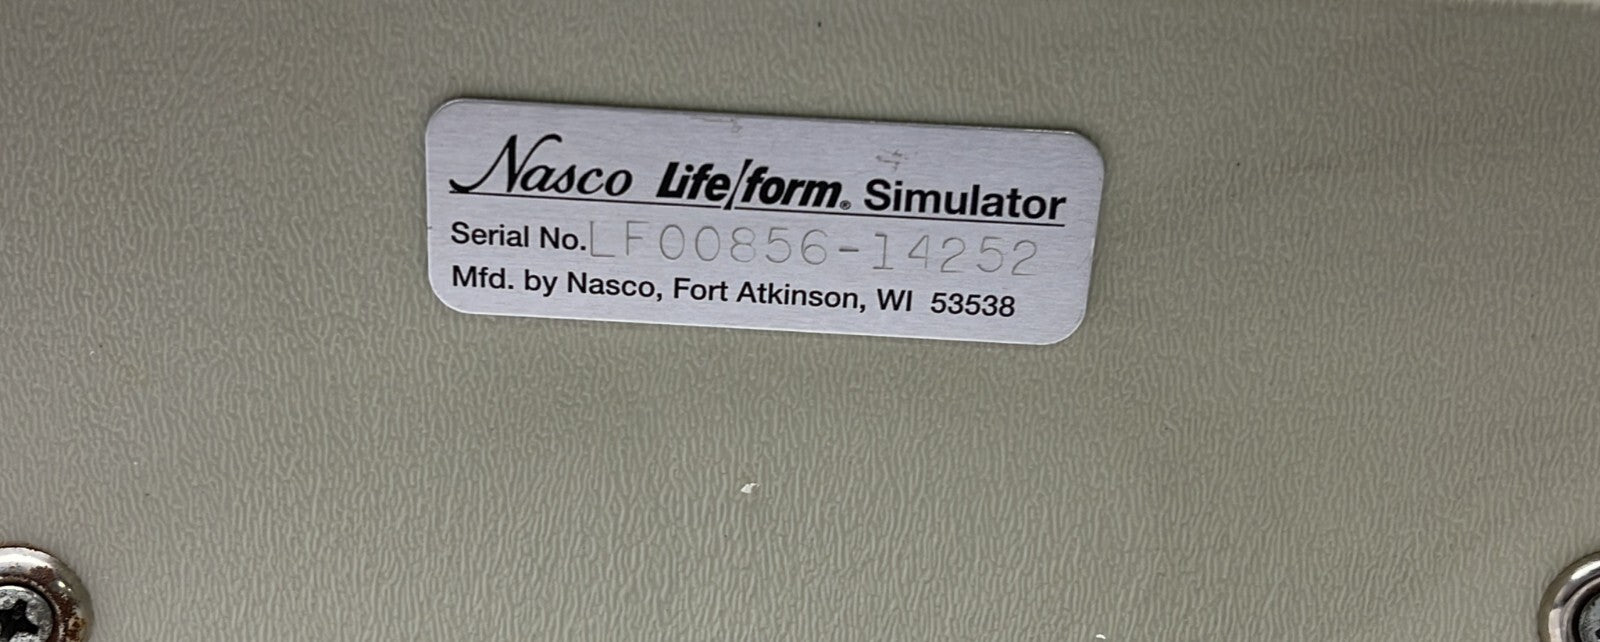 Nasco Life/form® Simulator
Serial No. LF00856-14252
Mfd. by Nasco, Fort Atkinson, WI 53538